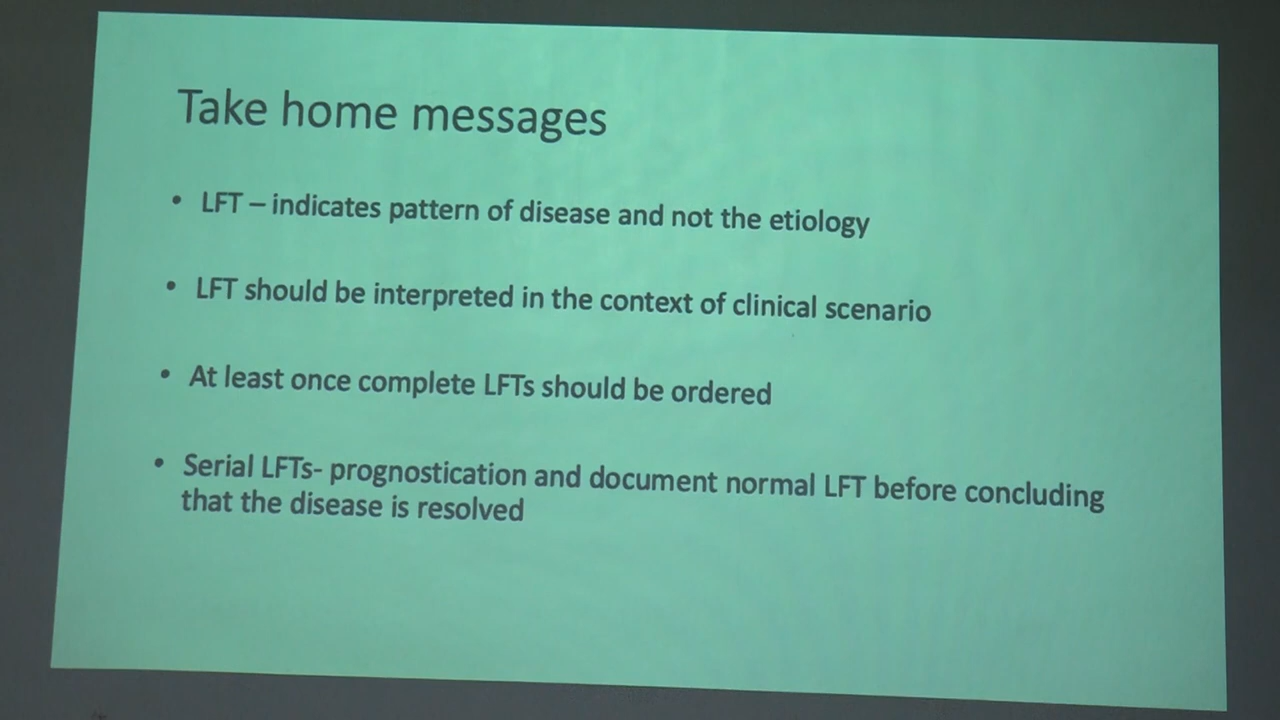 Take home messages
• LFT – indicates pattern of disease and not the etiology
• LFT should be interpreted in the context of clinical scenario
• At least once complete LFTs should be ordered
• Serial LFTs- prognostication and document normal LFT before concluding
that the disease is resolved